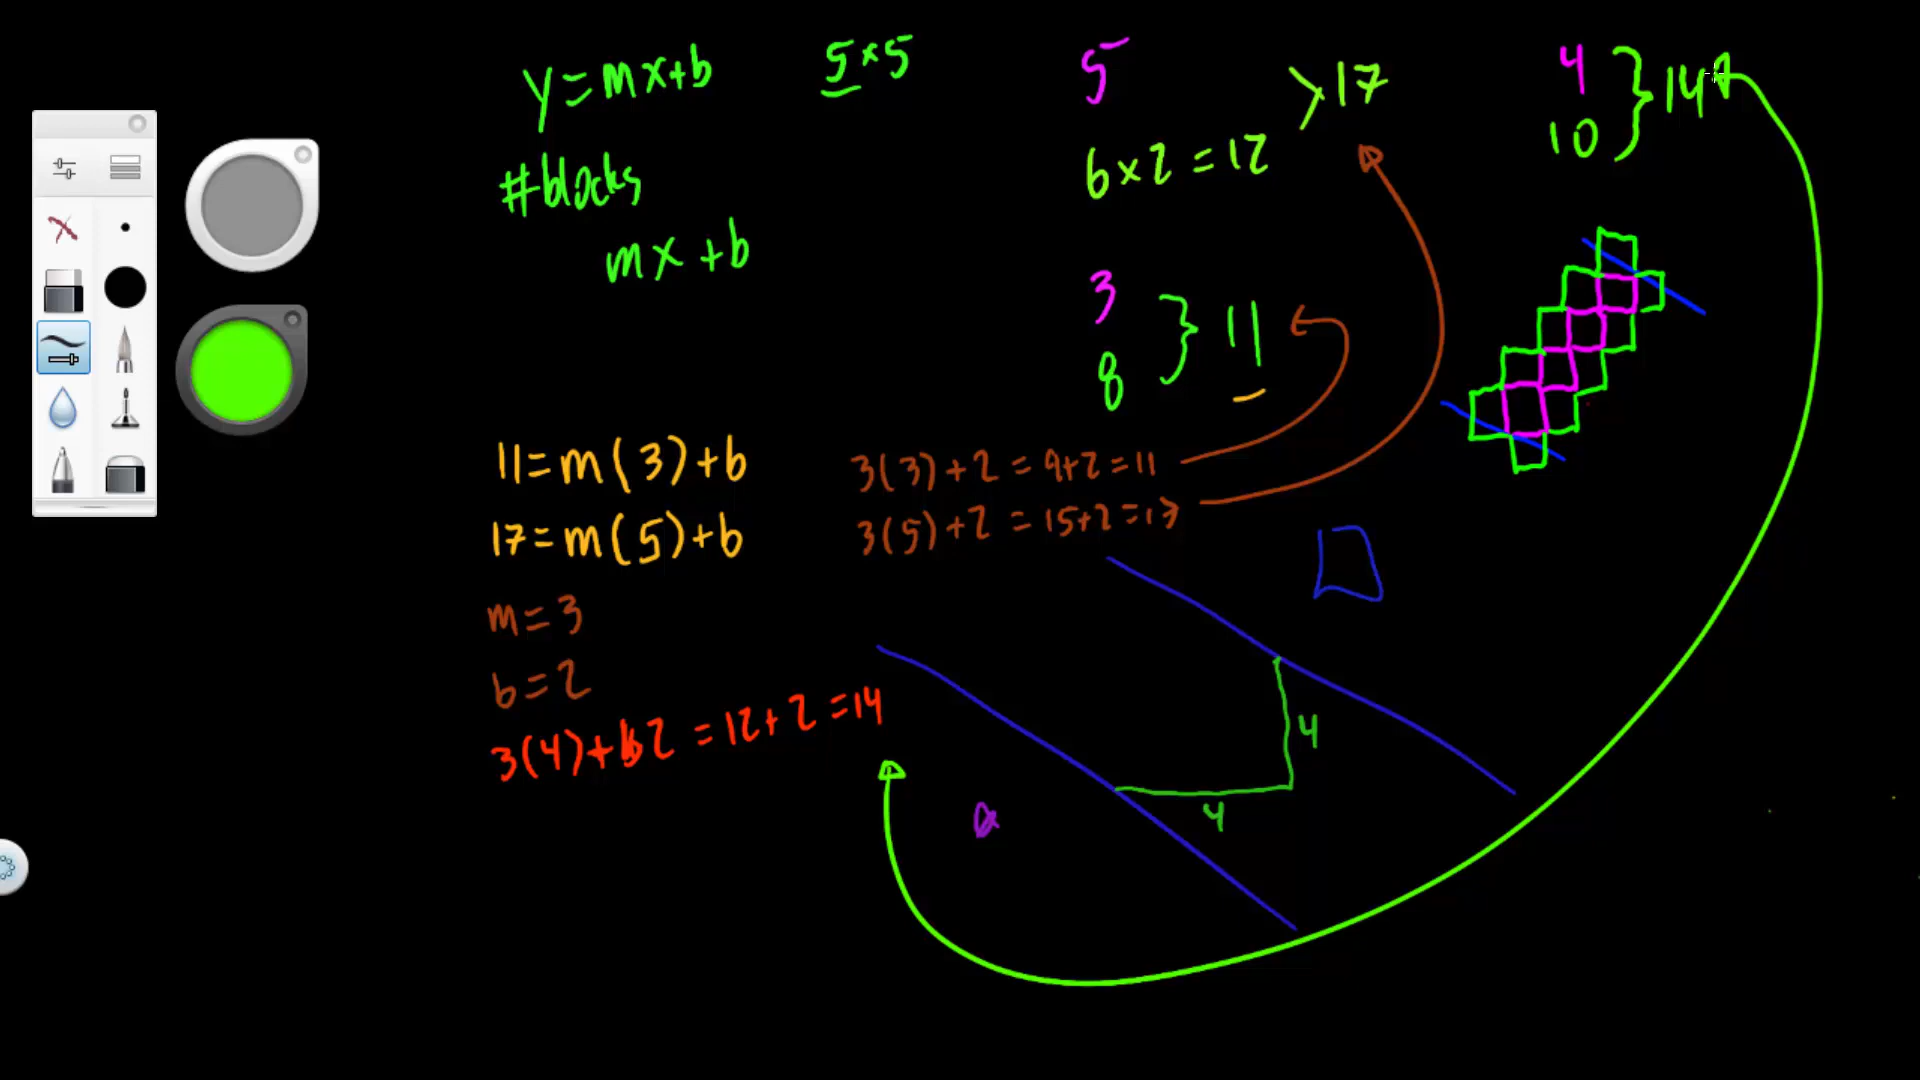 y=mx+b
5×5
#blocks
mx+b
5
6×2=12
>17
4
10
}14
3
8
}11
11=m(3)+b
17=m(5)+b
3(3)+2=9+2=11
3(5)+2=15+2=17
m=3
b=2
3(4)+2=12+2=14
4
4